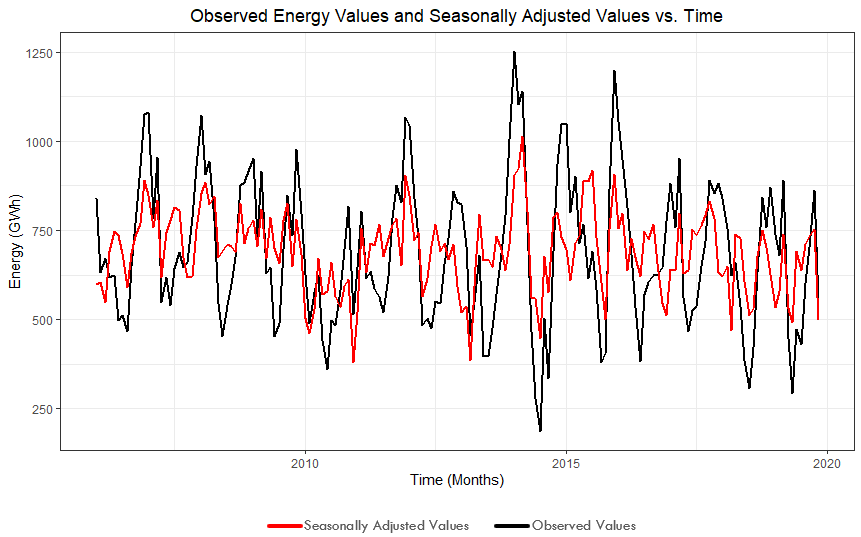 Observed Energy Values and Seasonally Adjusted Values vs. Time
Energy (GWh)
1250
1000
750
500
250
2010 2015 2020
Time (Months)
Seasonally Adjusted Values Observed Values